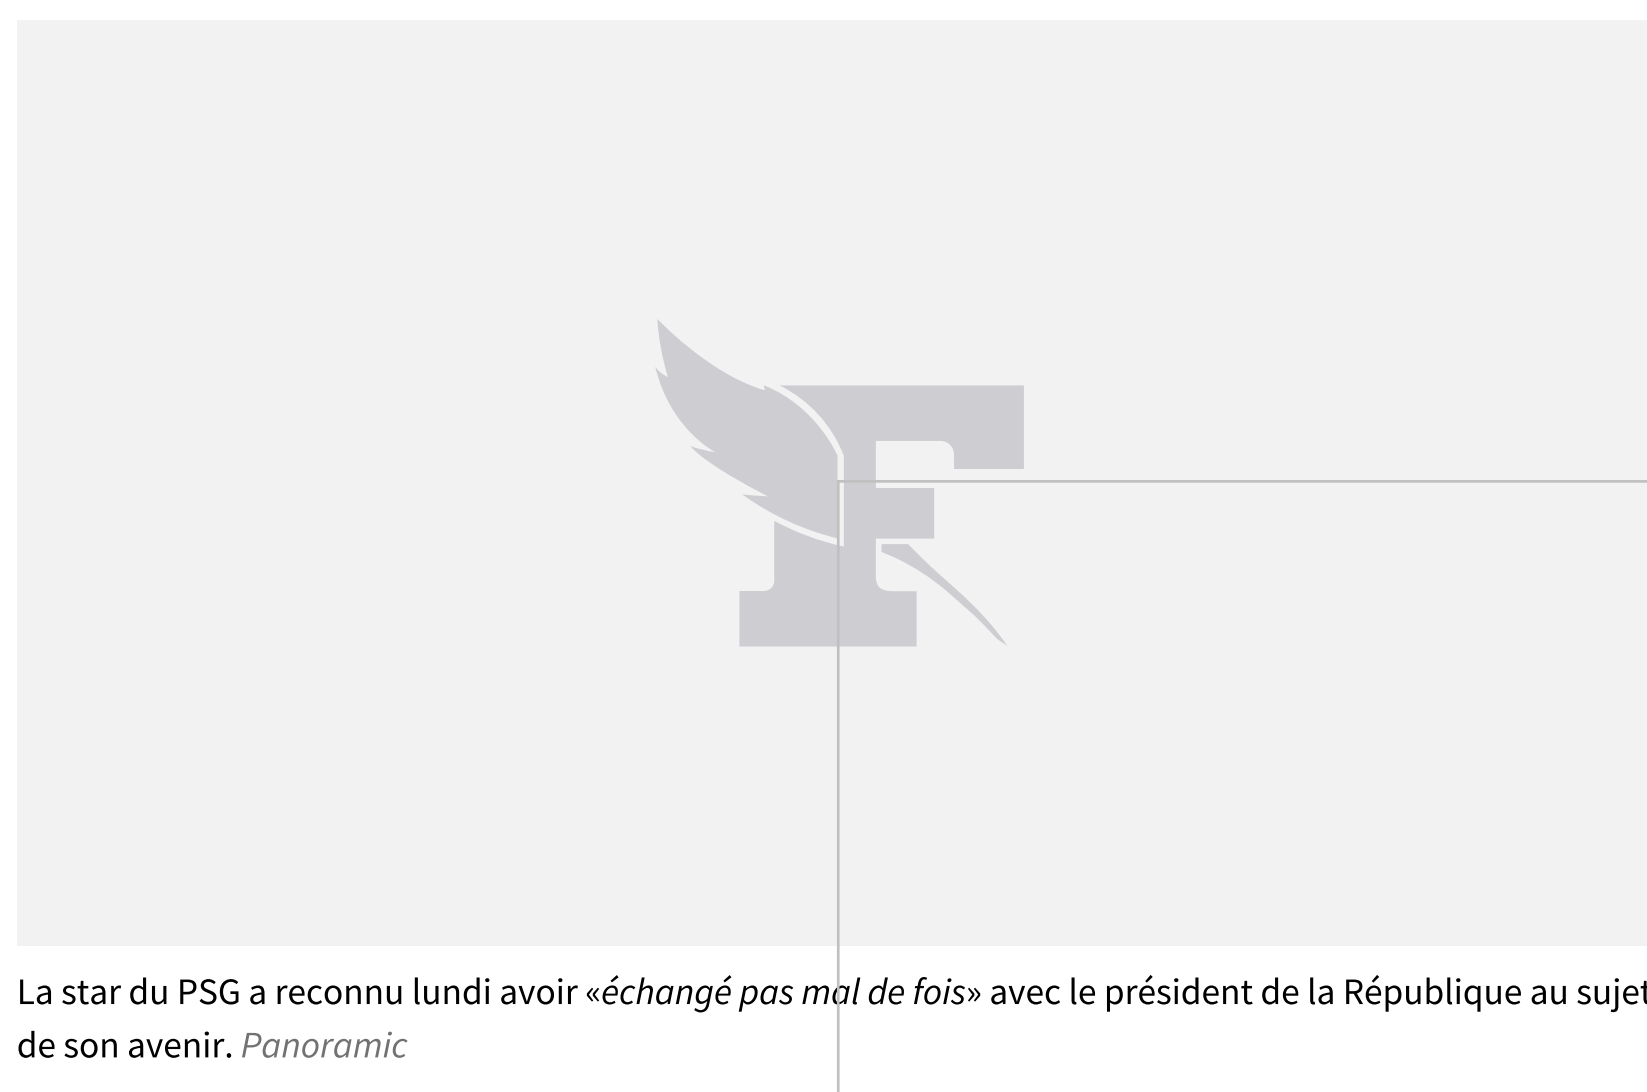 F
La star du PSG a reconnu lundi avoir «échangé pas mal de fois» avec le président de la République au sujet
de son avenir. Panoramic